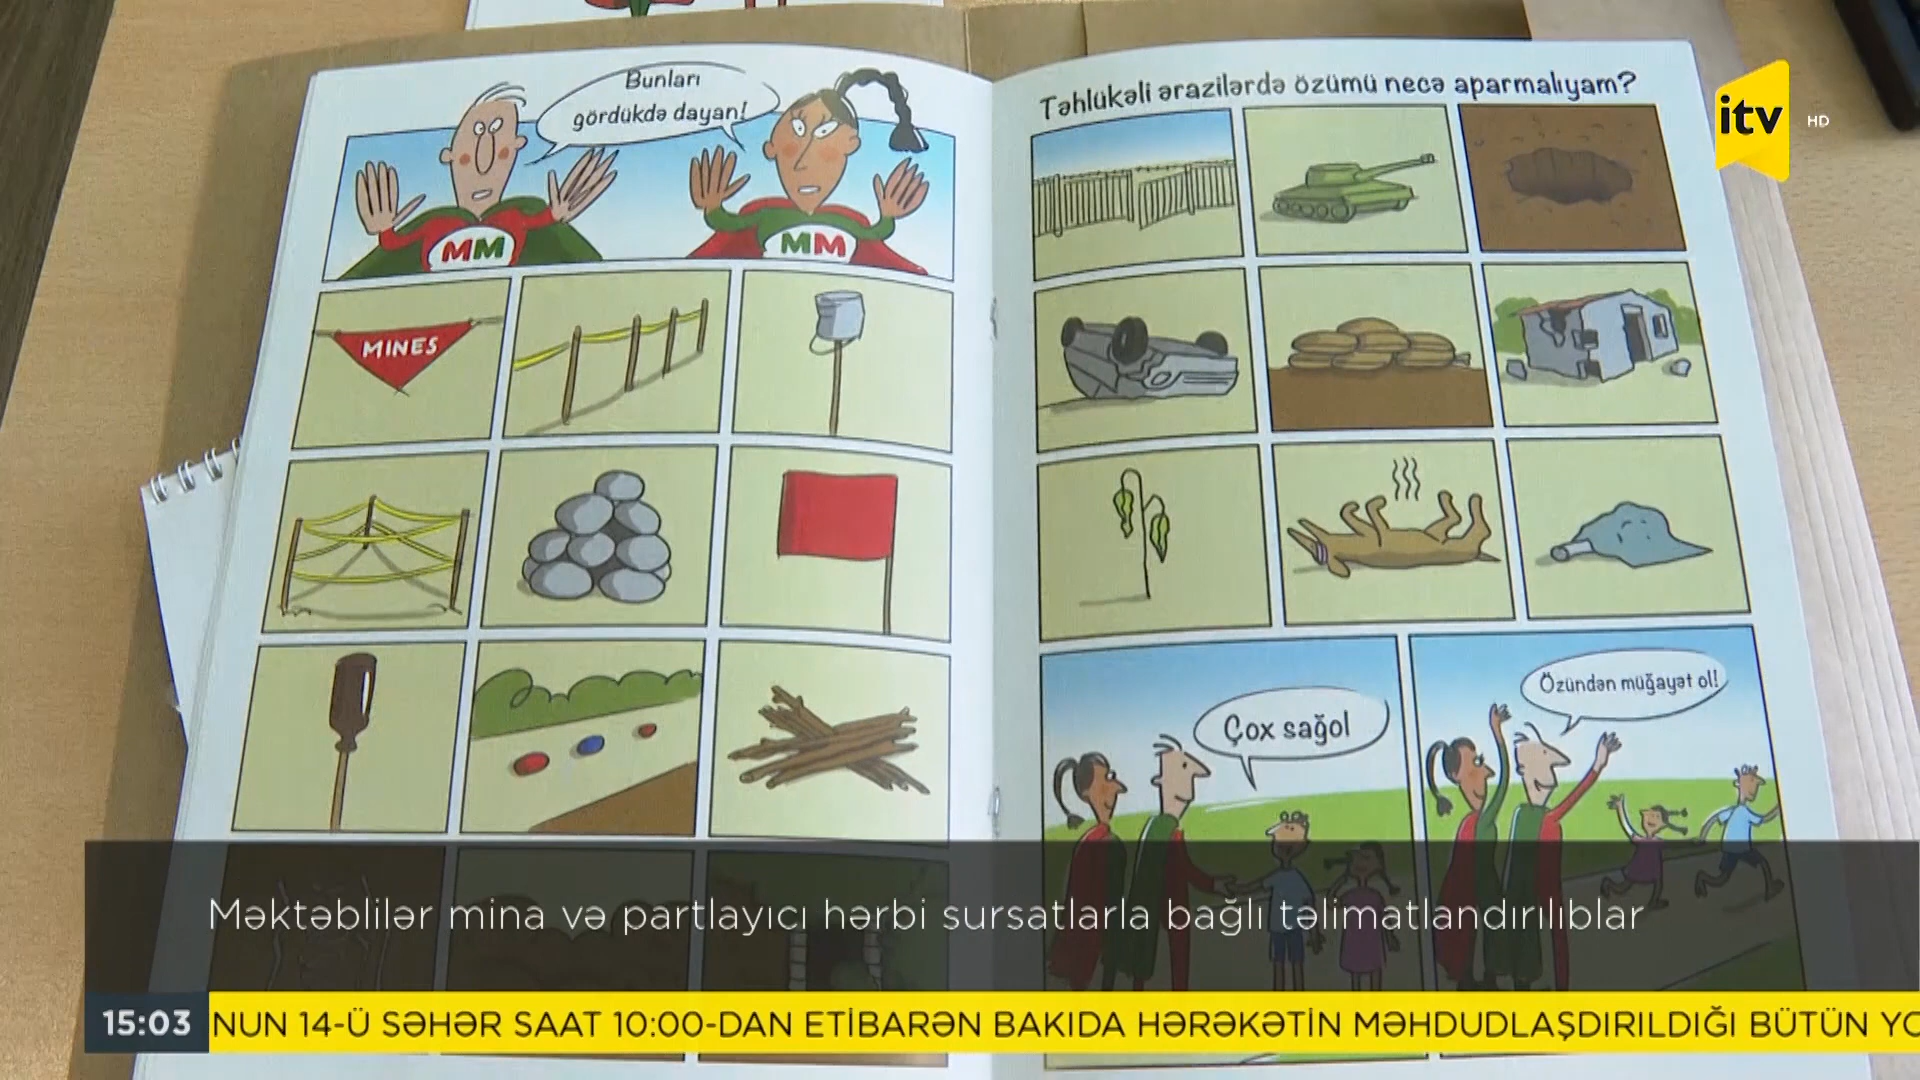 Bunları
gördükdə dayan!
MM
MM
MINES
Təhlükəli ərazilərdə özümü necə aparmalıyam?
Çox sağol
Özündən müğayət ol!
itv HD
Məktəblilər mina və partlayıcı hərbi sursatlarla bağlı təlimatlandırılıblar
15:03 NUN 14-Ü SƏHƏR SAAT 10:00-DAN ETİBARƏN BAKIDA HƏRƏKƏTİN MƏHDUDLAŞDIRILDIĞI BÜTÜN